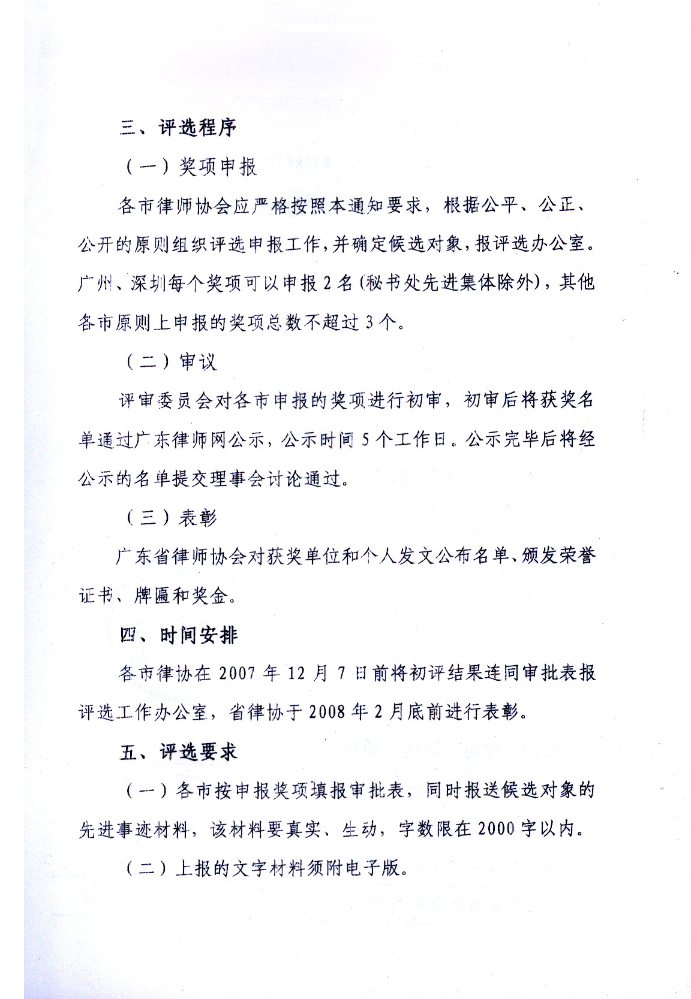 三、评选程序
（一）奖项申报
各市律师协会应严格按照本通知要求，根据公平、公正、
公开的原则组织评选申报工作，并确定候选对象，报评选办公室。
广州、深圳每个奖项可以申报2名（秘书处先进集体除外），其他
各市原则上申报的奖项总数不超过3个。
（二）审议
评审委员会对各市申报的奖项进行初审，初审后将获奖名
单通过广东律师网公示，公示时间5个工作日。公示完毕后将经
公示的名单提交理事会讨论通过。
（三）表彰
广东省律师协会对获奖单位和个人发文公布名单、颁发荣誉
证书、牌匾和奖金。
四、时间安排
各市律协在2007年12月7日前将初评结果连同审批表报
评选工作办公室，省律协于2008年2月底前进行表彰。
五、评选要求
（一）各市按申报奖项填报审批表，同时报送候选对象的
先进事迹材料，该材料要真实、生动，字数限在2000字以内。
（二）上报的文字材料须附电子版。